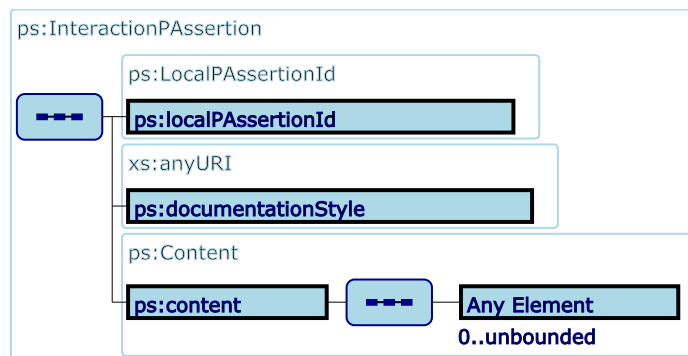 ps:InteractionPAssertion
ps:LocalPAssertionId
ps:localPAssertionId
xs:anyURI
ps:documentationStyle
ps:Content
ps:content
Any Element
0..unbounded